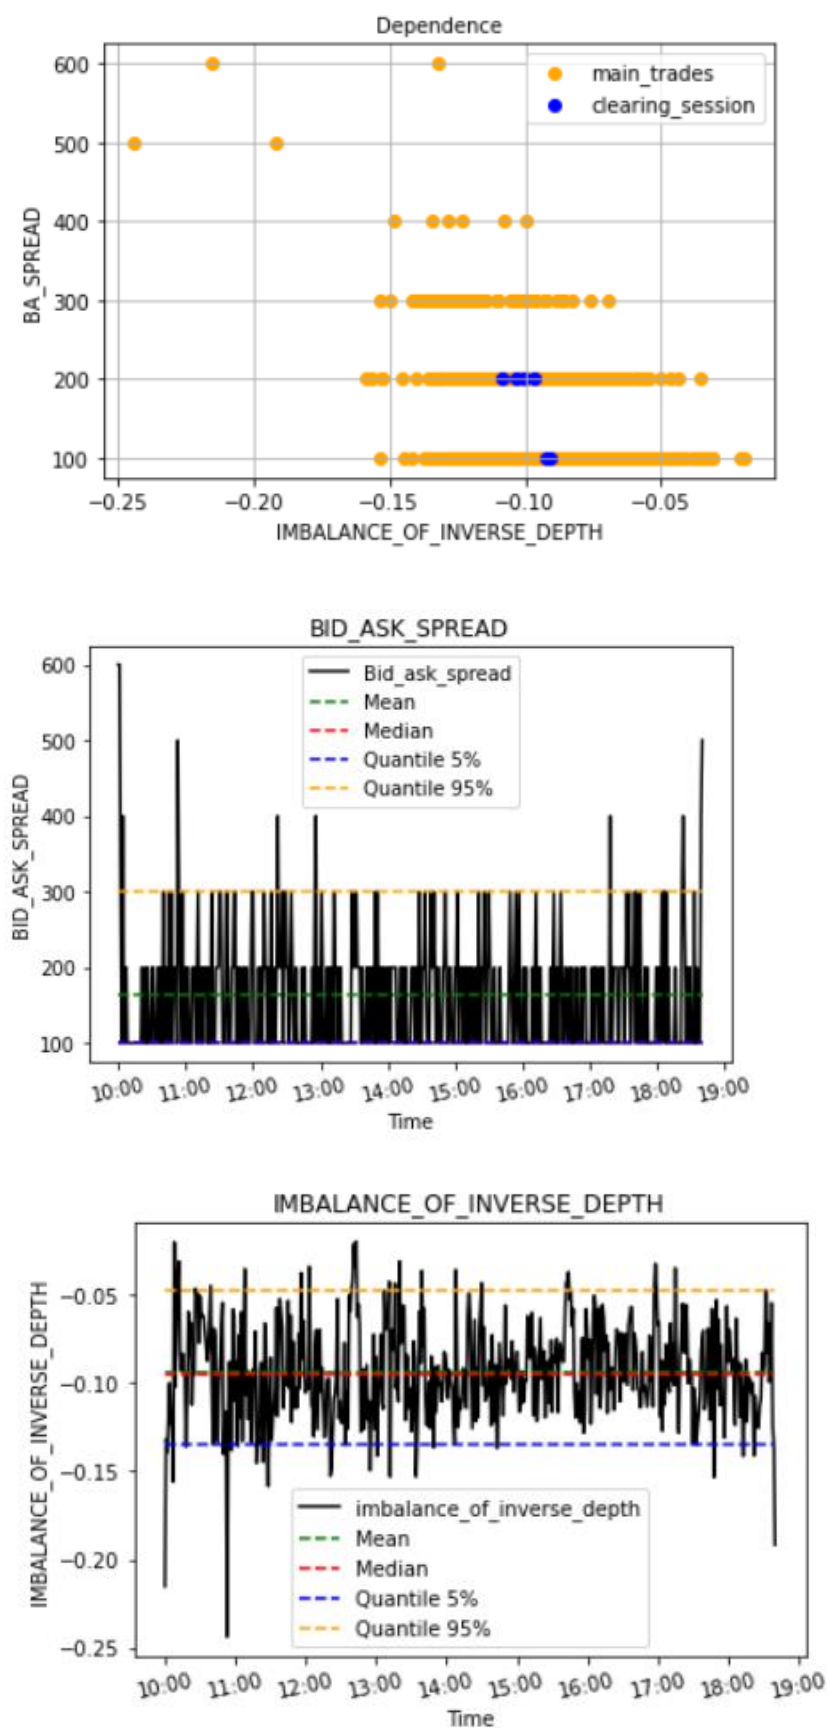 Dependence
600
500
400
300
200
100
BA_SPREAD
main_trades
clearing_session
−0.25 −0.20 −0.15 −0.10 −0.05
IMBALANCE_OF_INVERSE_DEPTH
BID_ASK_SPREAD
600
500
400
300
200
100
BID_ASK_SPREAD
Bid_ask_spread
Mean
Median
Quantile 5%
Quantile 95%
10:00 11:00 12:00 13:00 14:00 15:00 16:00 17:00 18:00 19:00
Time
IMBALANCE_OF_INVERSE_DEPTH
−0.05
−0.10
−0.15
−0.20
−0.25
IMBALANCE_OF_INVERSE_DEPTH
imbalance_of_inverse_depth
Mean
Median
Quantile 5%
Quantile 95%
10:00 11:00 12:00 13:00 14:00 15:00 16:00 17:00 18:00 19:00
Time